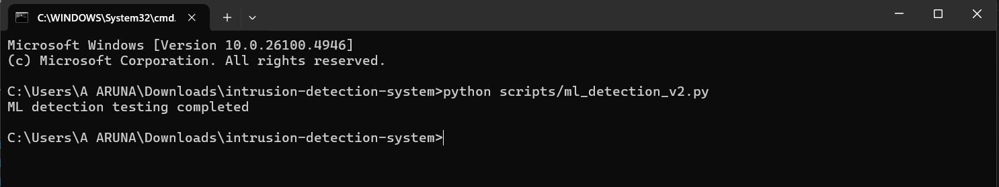 C:\WINDOWS\System32\cmd.
Microsoft Windows [Version 10.0.26100.4946]
(c) Microsoft Corporation. All rights reserved.
C:\Users\A ARUNA\Downloads\intrusion-detection-system>python scripts/ml_detection_v2.py
ML detection testing completed
C:\Users\A ARUNA\Downloads\intrusion-detection-system>